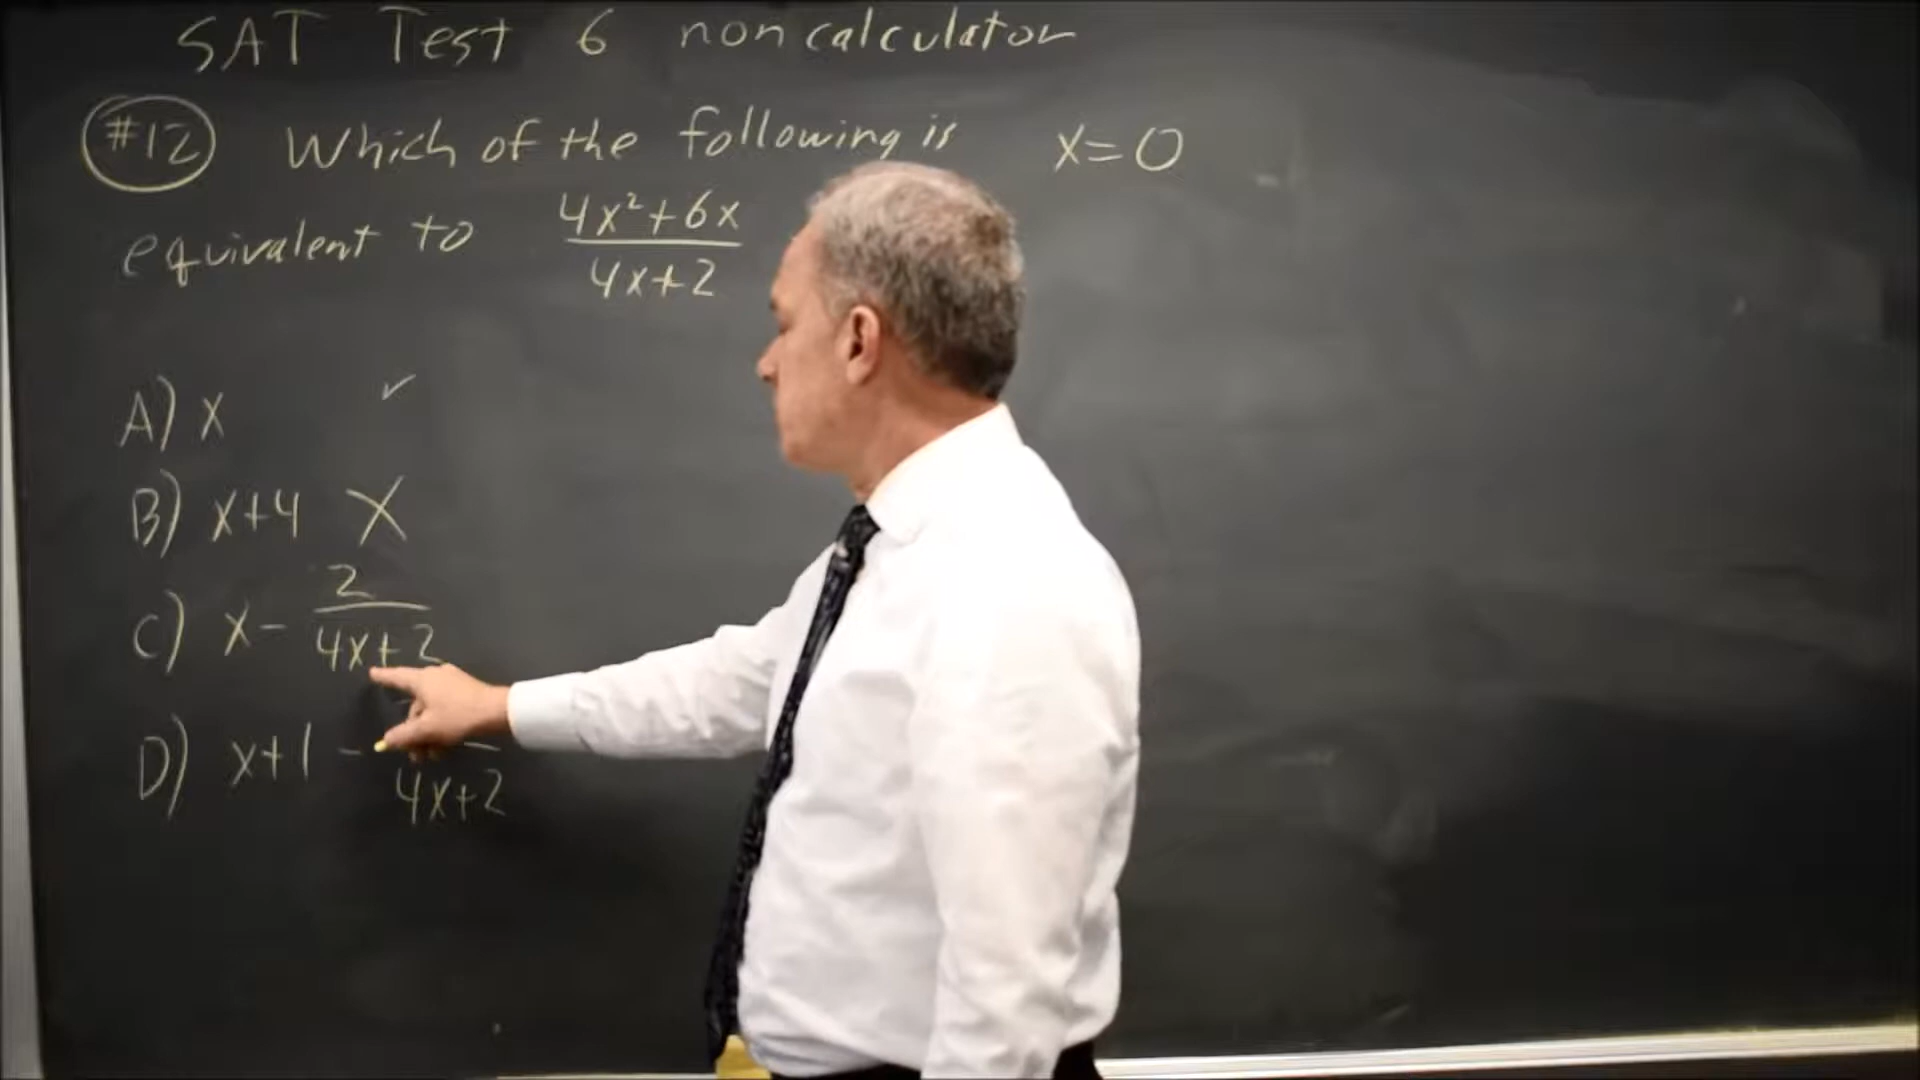 SAT Test 6 non calculator
#12 Which of the following is x=0
equivalent to 4x²+6x
4x+2
A) x ✓
B) x+4 X
C) x- 2
4x+2
D) x+1 -
4x+2